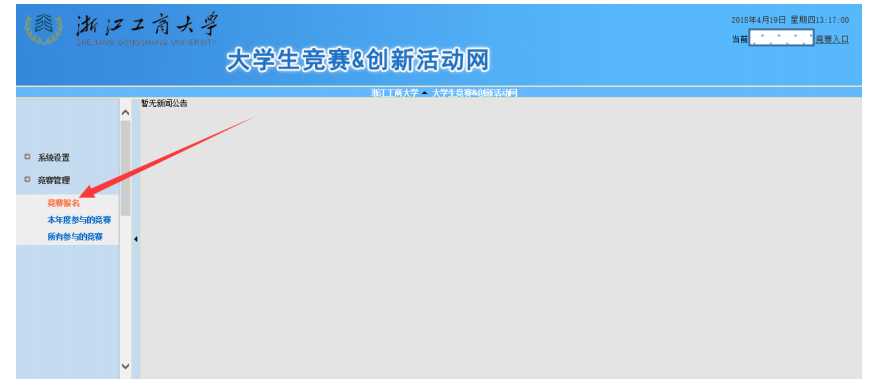 浙江工商大学
ZHEJIANG GONGSHANG UNIVERSITY
大学生竞赛&创新活动网
2018年4月19日 星期四13:17:00
当前
竞赛入口
浙江工商大学 大学生竞赛&创新活动网
暂无新闻公告
系统设置
竞赛管理
竞赛报名
本年度参与的竞赛
所有参与的竞赛